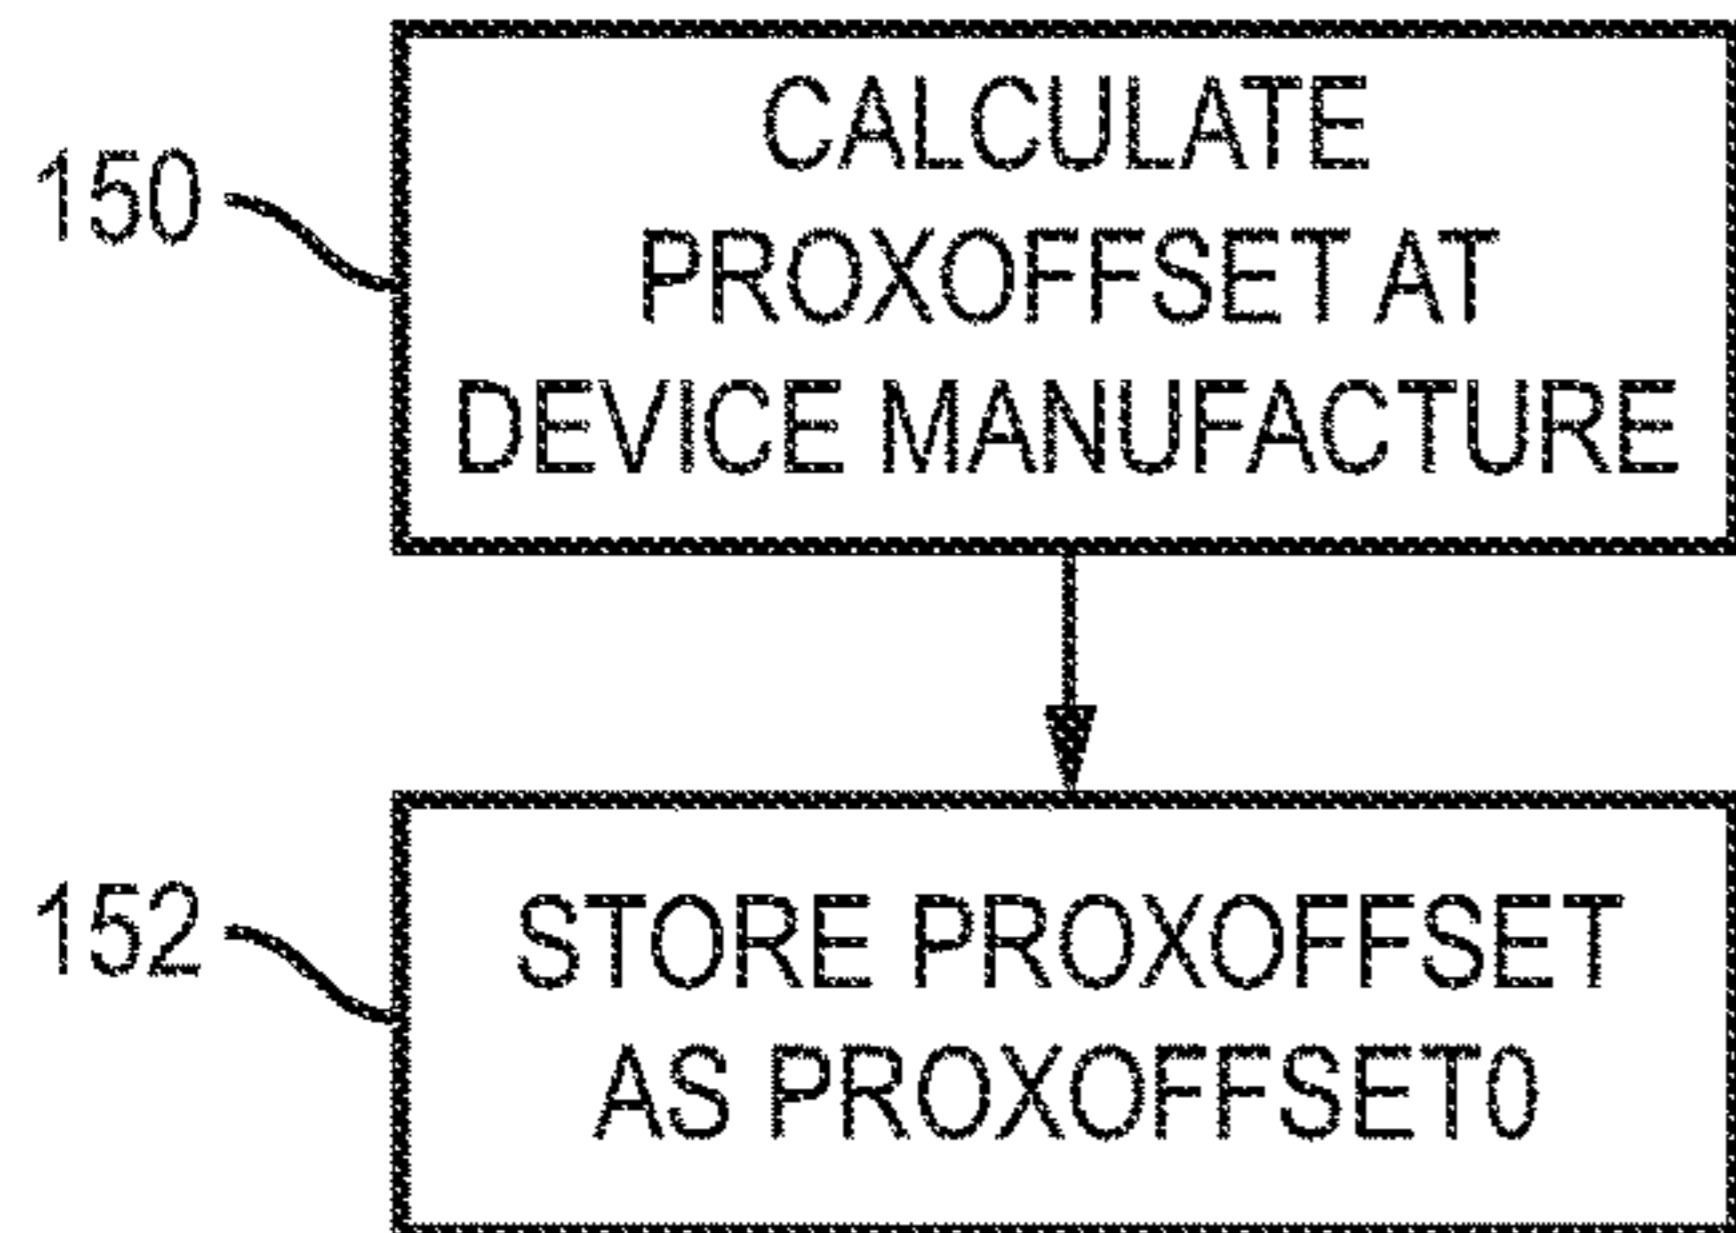 150
CALCULATE
PROXOFFSET AT
DEVICE MANUFACTURE
152
STORE PROXOFFSET
AS PROXOFFSET0